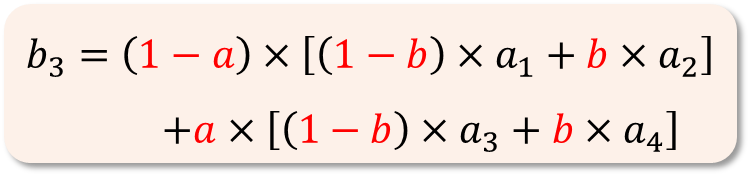 b₃ = (1 − a) × [(1 − b) × a₁ + b × a₂]
+a × [(1 − b) × a₃ + b × a₄]